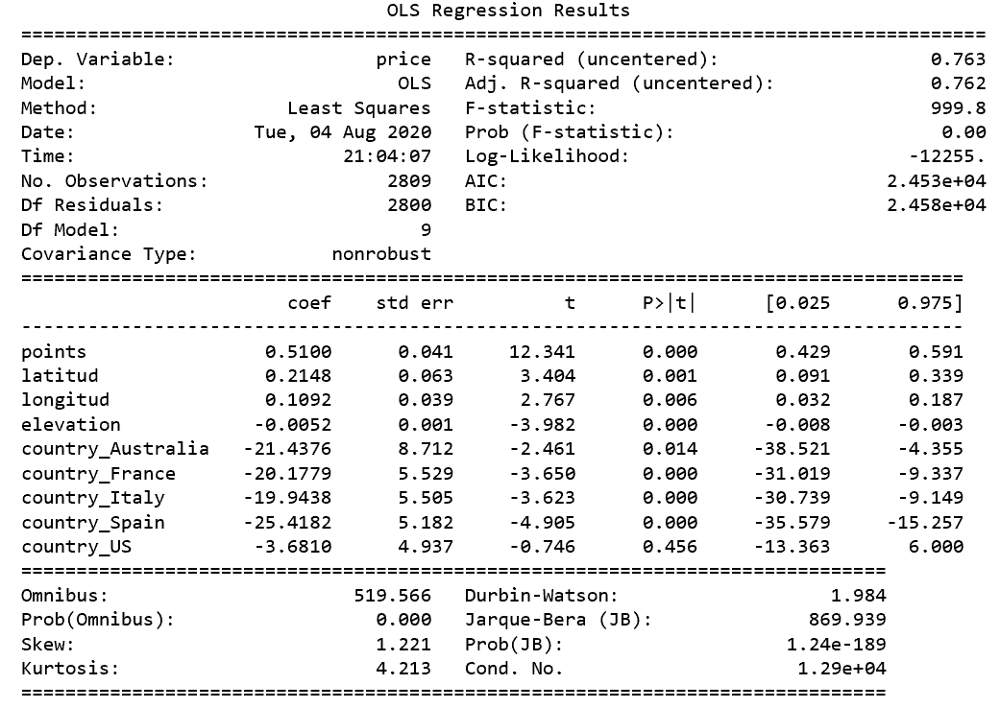 OLS Regression Results
==============================================================================
Dep. Variable: price R-squared (uncentered): 0.763
Model: OLS Adj. R-squared (uncentered): 0.762
Method: Least Squares F-statistic: 999.8
Date: Tue, 04 Aug 2020 Prob (F-statistic): 0.00
Time: 21:04:07 Log-Likelihood: -12255.
No. Observations: 2809 AIC: 2.453e+04
Df Residuals: 2800 BIC: 2.458e+04
Df Model: 9
Covariance Type: nonrobust
==============================================================================
coef std err t P>|t| [0.025 0.975]
------------------------------------------------------------------------------
points 0.5100 0.041 12.341 0.000 0.429 0.591
latitud 0.2148 0.063 3.404 0.001 0.091 0.339
longitud 0.1092 0.039 2.767 0.006 0.032 0.187
elevation -0.0052 0.001 -3.982 0.000 -0.008 -0.003
country_Australia -21.4376 8.712 -2.461 0.014 -38.521 -4.355
country_France -20.1779 5.529 -3.650 0.000 -31.019 -9.337
country_Italy -19.9438 5.505 -3.623 0.000 -30.739 -9.149
country_Spain -25.4182 5.182 -4.905 0.000 -35.579 -15.257
country_US -3.6810 4.937 -0.746 0.456 -13.363 6.000
==============================================================================
Omnibus: 519.566 Durbin-Watson: 1.984
Prob(Omnibus): 0.000 Jarque-Bera (JB): 869.939
Skew: 1.221 Prob(JB): 1.24e-189
Kurtosis: 4.213 Cond. No. 1.29e+04
==============================================================================